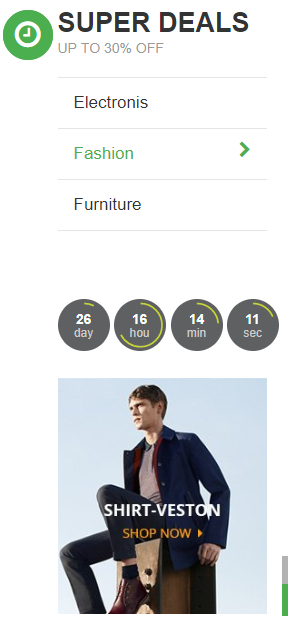 SUPER DEALS
UP TO 30% OFF
Electronis
Fashion
Furniture
26 16 14 11
day hou min sec
SHIRT-VESTON
SHOP NOW